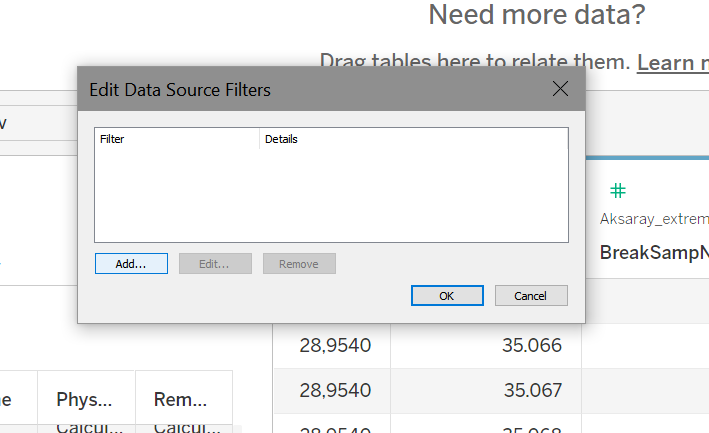 Need more data?
Drag tables here to relate them. Learn
Edit Data Source Filters
Filter Details
Add... Edit... Remove
OK Cancel
#
Aksaray_extrem
BreakSampN
28,9540 35.066
28,9540 35.067
Phys... Rem...
Calcul... Calcul...
28,9540 35.068